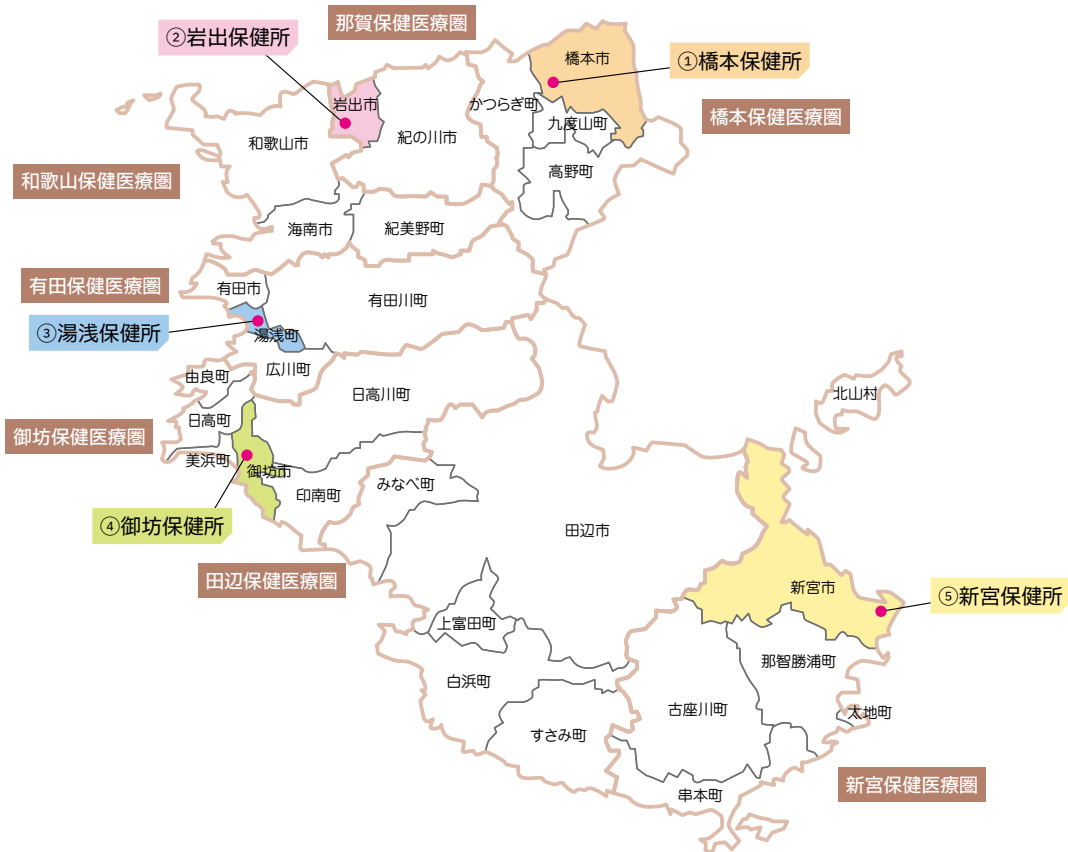 那賀保健医療圏
②岩出保健所
橋本市
①橋本保健所
岩出市
かつらぎ町
橋本保健医療圏
九度山町
和歌山市
紀の川市
高野町
和歌山保健医療圏
海南市
紀美野町
有田保健医療圏
有田市
有田川町
③湯浅保健所
湯浅町
広川町
由良町
日高川町
北山村
日高町
御坊保健医療圏
美浜町
御坊市
みなべ町
印南町
④御坊保健所
田辺市
田辺保健医療圏
新宮市
⑤新宮保健所
上富田町
那智勝浦町
白浜町
古座川町
太地町
すさみ町
新宮保健医療圏
串本町